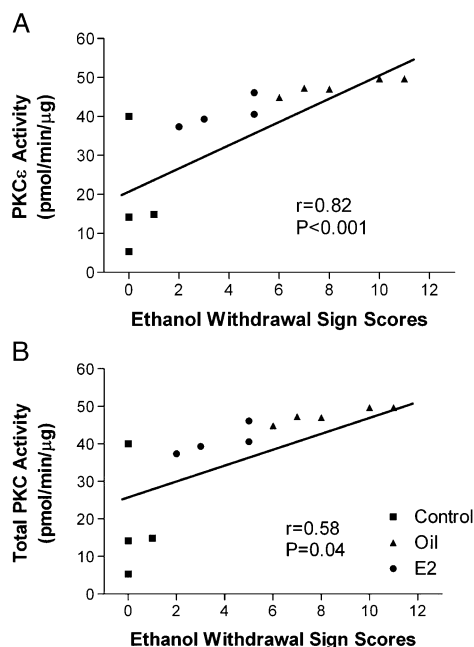 A
PKCε Activity
(pmol/min/μg)
60
50
40
30
20
10
0
r=0.82
P<0.001
0 2 4 6 8 10 12
Ethanol Withdrawal Sign Scores
B
Total PKC Activity
(pmol/min/μg)
60
50
40
30
20
10
0
r=0.58
P=0.04
Control
Oil
E2
0 2 4 6 8 10 12
Ethanol Withdrawal Sign Scores